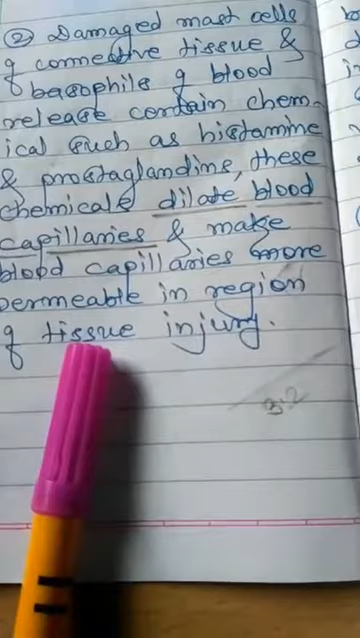 ② Damaged mast cells
of connective tissue &
basophils of blood
release contain chem-
ical such as histamine
& prostaglandins, these
chemicals dilate blood
capillaries & make
blood capillaries more
permeable in region
of tissue injury.